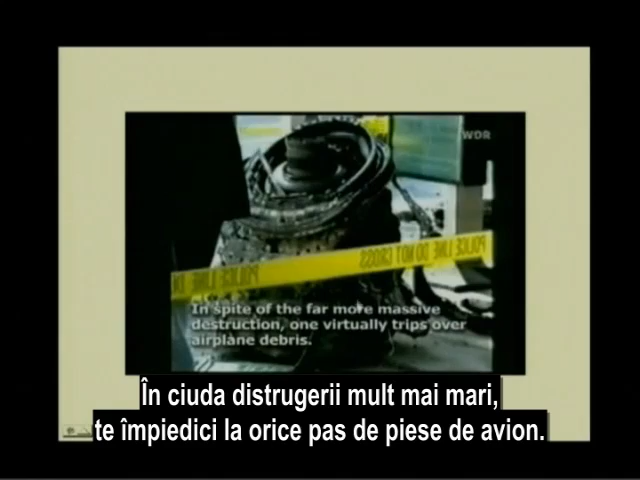 WDR
POLICE LINE DO NOT CROSS
POLICE LINE
In spite of the far more massive
destruction, one virtually trips over
airplane debris.
În ciuda distrugerii mult mai mari,
te împiedici la orice pas de piese de avion.